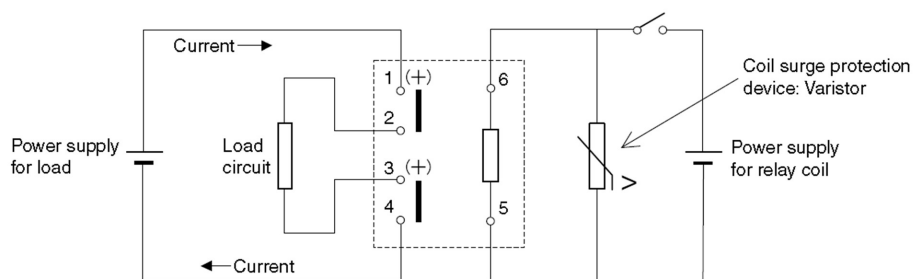 Current
1 (+)
6
Coil surge protection
device: Varistor
2
Power supply
for load
Load
circuit
Power supply
for relay coil
3 (+)
4
5
>
Current